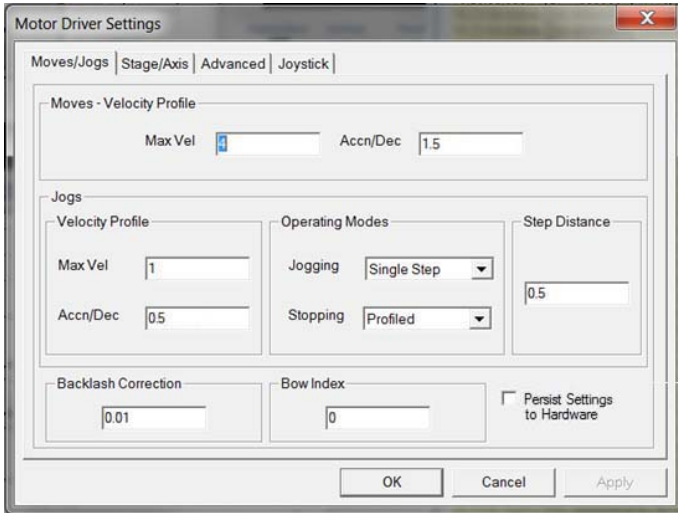 Motor Driver Settings
X
Moves/Jogs Stage/Axis Advanced Joystick
Moves - Velocity Profile
Max Vel 4 Accn/Dec 1.5
Jogs
Velocity Profile
Max Vel 1
Accn/Dec 0.5
Operating Modes
Jogging Single Step
Stopping Profiled
Step Distance
0.5
Backlash Correction
0.01
Bow Index
0
Persist Settings
to Hardware
OK Cancel Apply